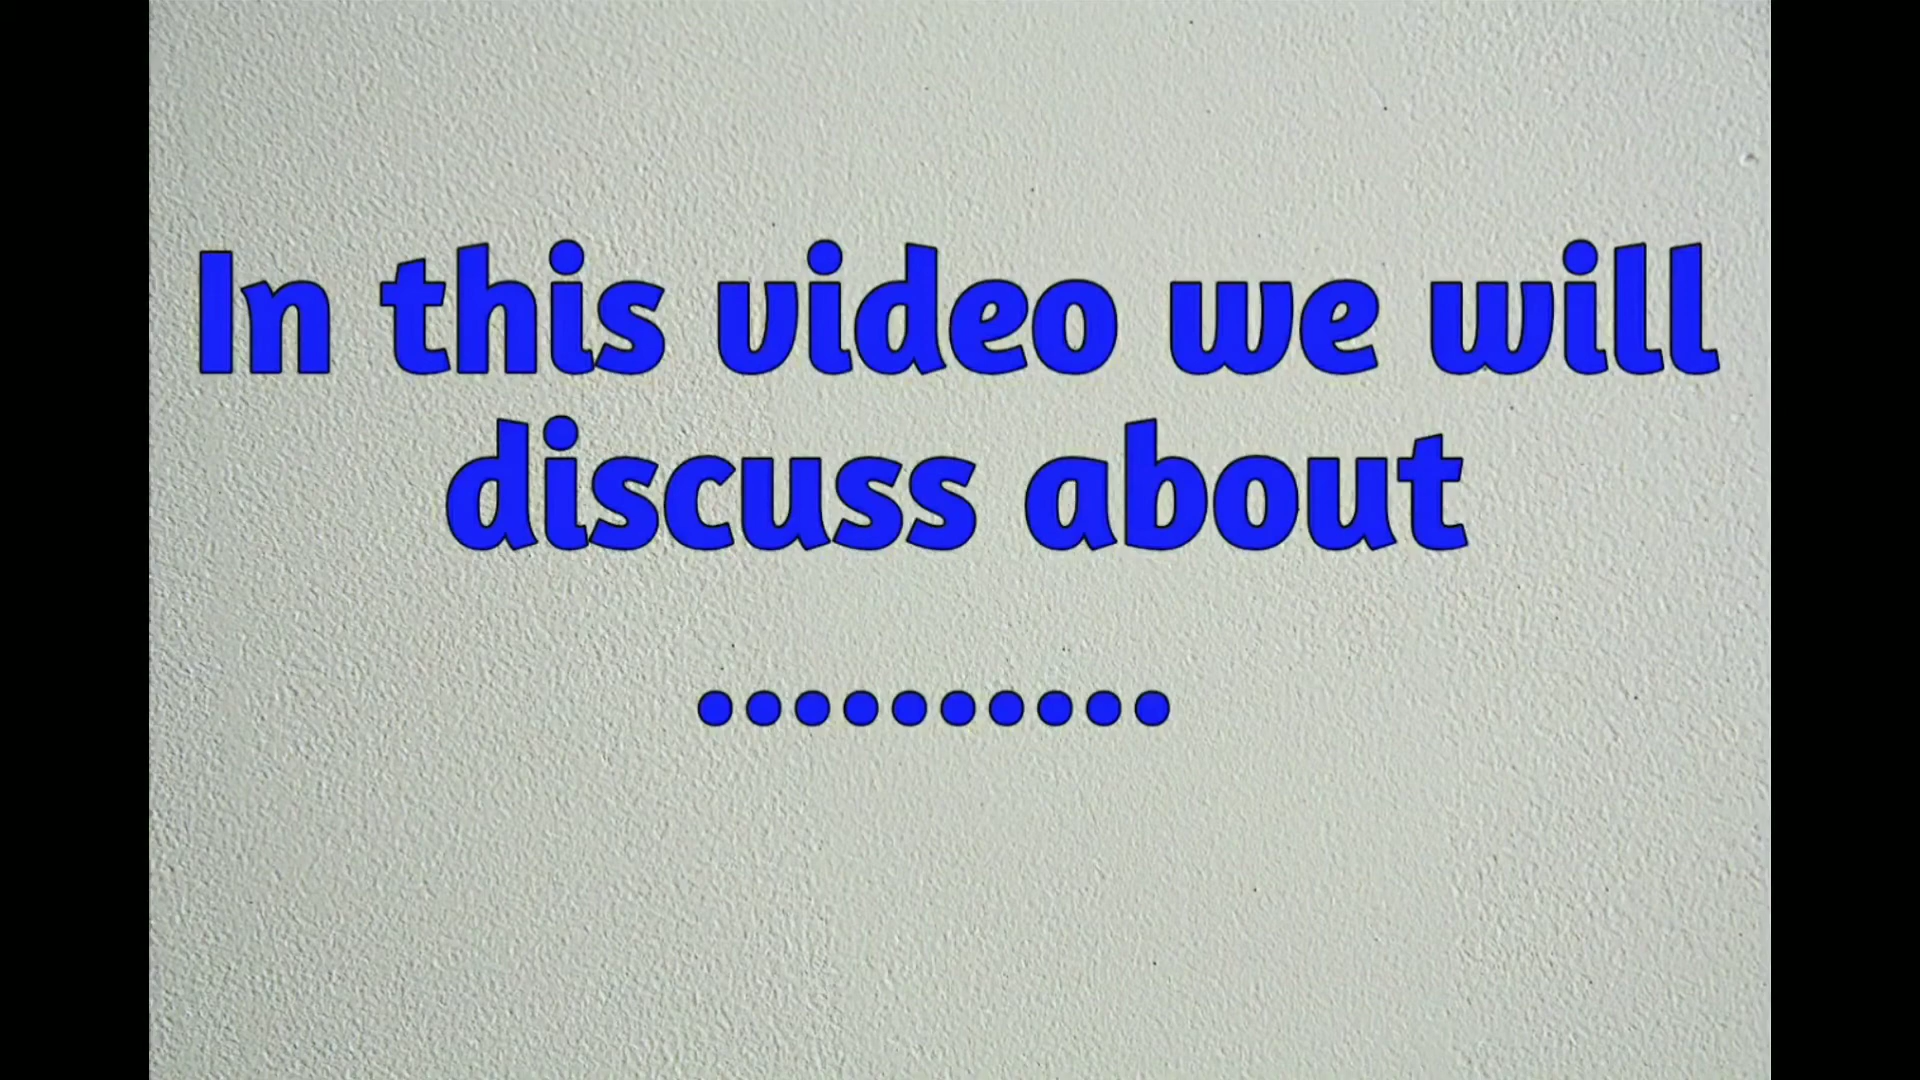 In this video we will
discuss about
..........